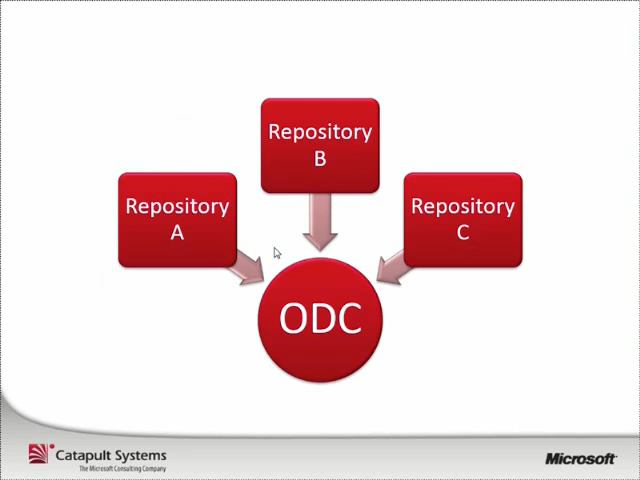 Repository
B
Repository
A
Repository
C
ODC
Catapult Systems
The Microsoft Consulting Company
Microsoft